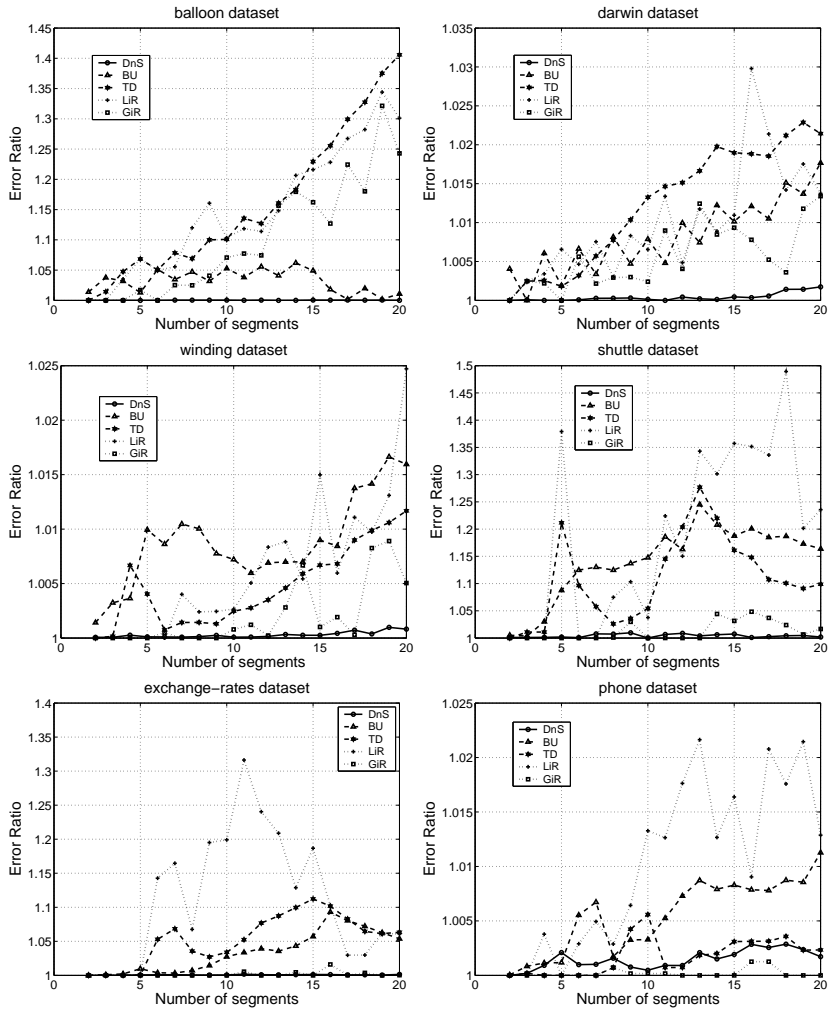 balloon dataset
1.45
1.4
1.35
1.3
1.25
1.2
1.15
1.1
1.05
1
Error Ratio
DnS
BU
TD
LiR
GiR
0 5 10 15 20
Number of segments
darwin dataset
1.035
1.03
1.025
1.02
1.015
1.01
1.005
1
Error Ratio
DnS
BU
TD
LiR
GiR
0 5 10 15 20
Number of segments
winding dataset
1.025
1.02
1.015
1.01
1.005
1
Error Ratio
DnS
BU
TD
LiR
GiR
0 5 10 15 20
Number of segments
shuttle dataset
1.5
1.45
1.4
1.35
1.3
1.25
1.2
1.15
1.1
1.05
1
Error Ratio
DnS
BU
TD
LiR
GiR
0 5 10 15 20
Number of segments
exchange−rates dataset
1.4
1.35
1.3
1.25
1.2
1.15
1.1
1.05
1
Error Ratio
DnS
BU
TD
LiR
GiR
0 5 10 15 20
Number of segments
phone dataset
1.025
1.02
1.015
1.01
1.005
1
Error Ratio
DnS
BU
TD
LiR
GiR
0 5 10 15 20
Number of segments